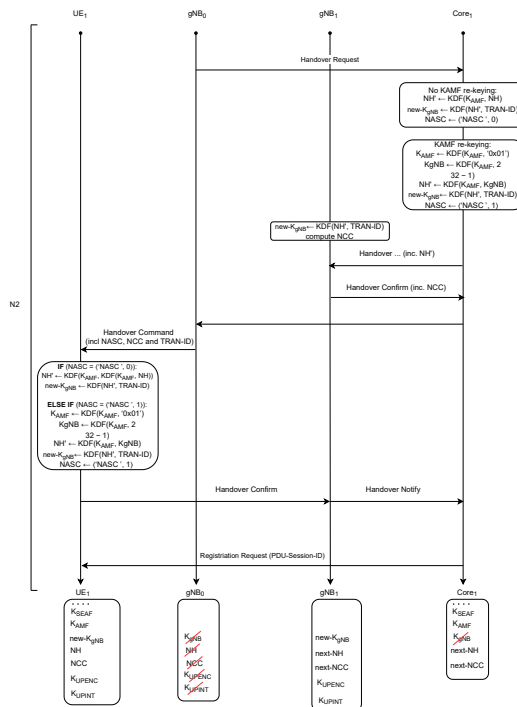 UE1
gNB0
gNB1
Core1
Handover Request
No KAMF re-keying:
NH' ← KDF(KAMF, NH)
new-KgNB ← KDF(NH', TRAN-ID)
NASC ← ('NASC ', 0)
KAMF re-keying:
KAMF ← KDF(KAMF, '0x01')
KgNB ← KDF(KAMF, 2
32 − 1)
NH' ← KDF(KAMF, KgNB)
new-KgNB ← KDF(NH', TRAN-ID)
NASC ← ('NASC ', 1)
new-KgNB← KDF(NH', TRAN-ID)
compute NCC
Handover ... (inc. NH')
Handover Confirm (inc. NCC)
N2
Handover Command
(incl NASC, NCC and TRAN-ID)
IF (NASC = ('NASC ', 0)):
NH' ← KDF(KAMF, KDF(KAMF, NH))
new-KgNB ← KDF(NH', TRAN-ID)
ELSE IF (NASC = ('NASC ', 1)):
KAMF ← KDF(KAMF, '0x01')
KgNB ← KDF(KAMF, 2
32 − 1)
NH' ← KDF(KAMF, KgNB)
new-KgNB← KDF(NH', TRAN-ID)
NASC ← ('NASC ', 1)
Handover Confirm
Handover Notify
Registriation Request (PDU-Session-ID)
UE1
gNB0
gNB1
Core1
. . . .
KSEAF
KAMF
new-KgNB
NH
NCC
KUPENC
KUPINT
KgNB
NH
NCC
KUPENC
KUPINT
new-KgNB
next-NH
next-NCC
KUPENC
KUPINT
. . . .
KSEAF
KAMF
KgNB
next-NH
next-NCC